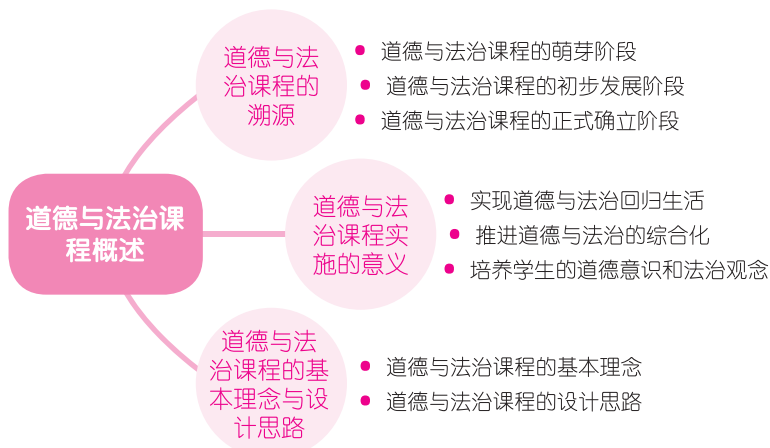 道德与法治课
程概述
道德与法
治课程的
溯源
道德与法治课程的萌芽阶段
道德与法治课程的初步发展阶段
道德与法治课程的正式确立阶段
道德与法
治课程实
施的意义
实现道德与法治回归生活
推进道德与法治的综合化
培养学生的道德意识和法治观念
道德与法
治课程的基
本理念与设
计思路
道德与法治课程的基本理念
道德与法治课程的设计思路